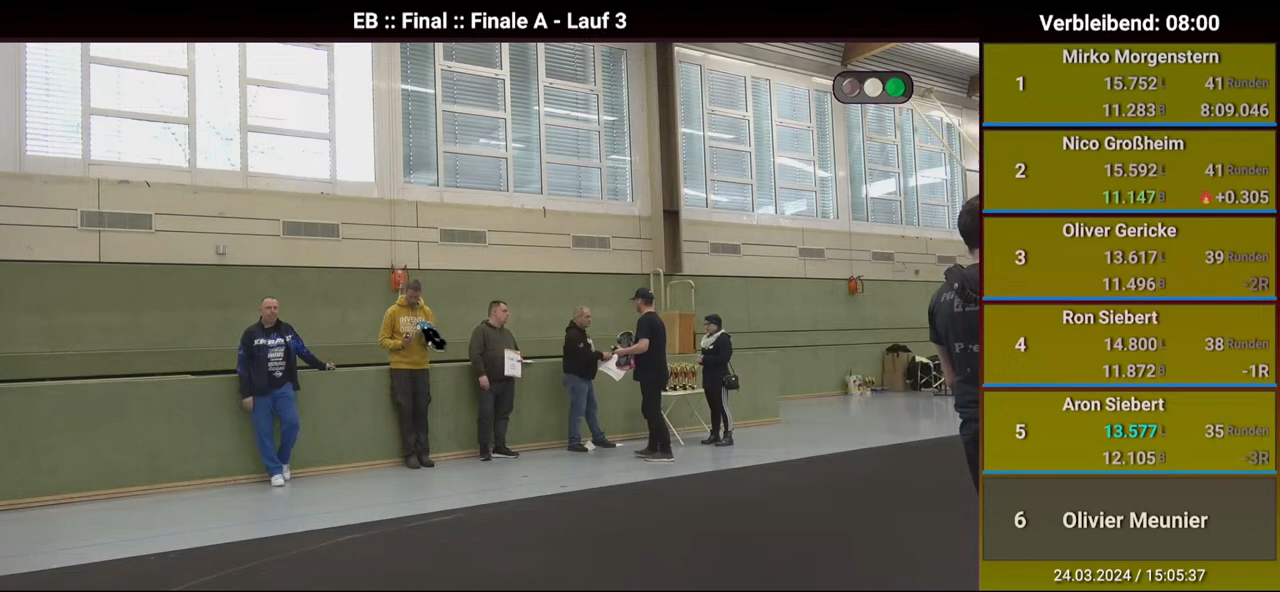 EB :: Final :: Finale A - Lauf 3
Verbleibend: 08:00
Mirko Morgenstern
1 15.752 L 41 Runden
11.283 B 8:09.046
Nico Großheim
2 15.592 L 41 Runden
11.147 B 🔥+0.305
Oliver Gericke
3 13.617 L 39 Runden
11.496 B -2R
Ron Siebert
4 14.800 L 38 Runden
11.872 B -1R
Aron Siebert
5 13.577 L 35 Runden
12.105 B -3R
6 Olivier Meunier
24.03.2024 / 15:05:37